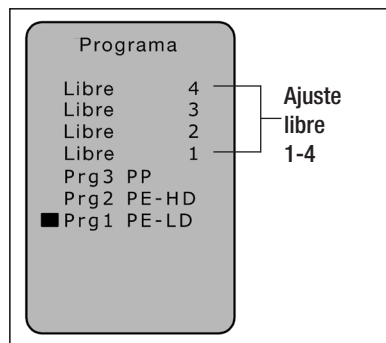 Programa
Libre 4
Libre 3
Libre 2
Libre 1
Prg3 PP
Prg2 PE-HD
Prg1 PE-LD
Ajuste
libre
1-4